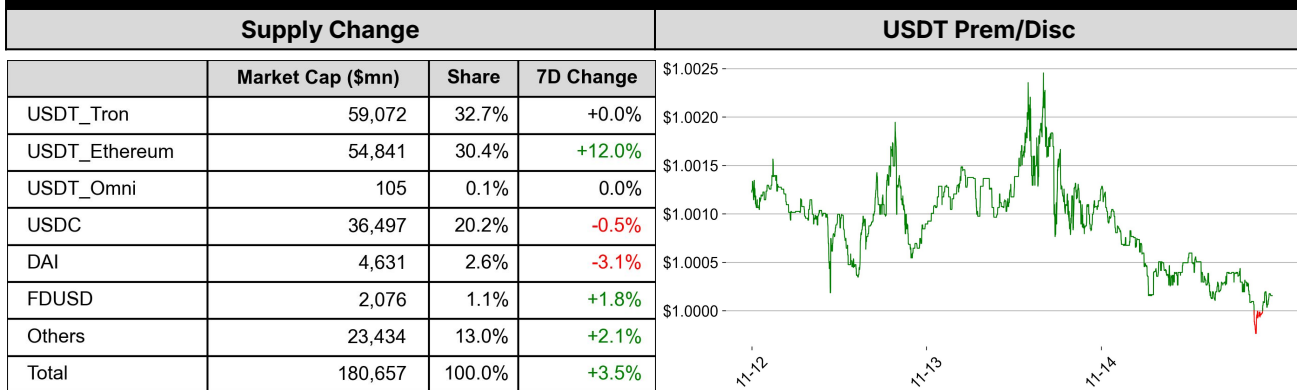 Supply Change
Market Cap ($mn) Share 7D Change
USDT_Tron 59,072 32.7% +0.0%
USDT_Ethereum 54,841 30.4% +12.0%
USDT_Omni 105 0.1% 0.0%
USDC 36,497 20.2% -0.5%
DAI 4,631 2.6% -3.1%
FDUSD 2,076 1.1% +1.8%
Others 23,434 13.0% +2.1%
Total 180,657 100.0% +3.5%
USDT Prem/Disc
$1.0025
$1.0020
$1.0015
$1.0010
$1.0005
$1.0000
11-12 11-13 11-14